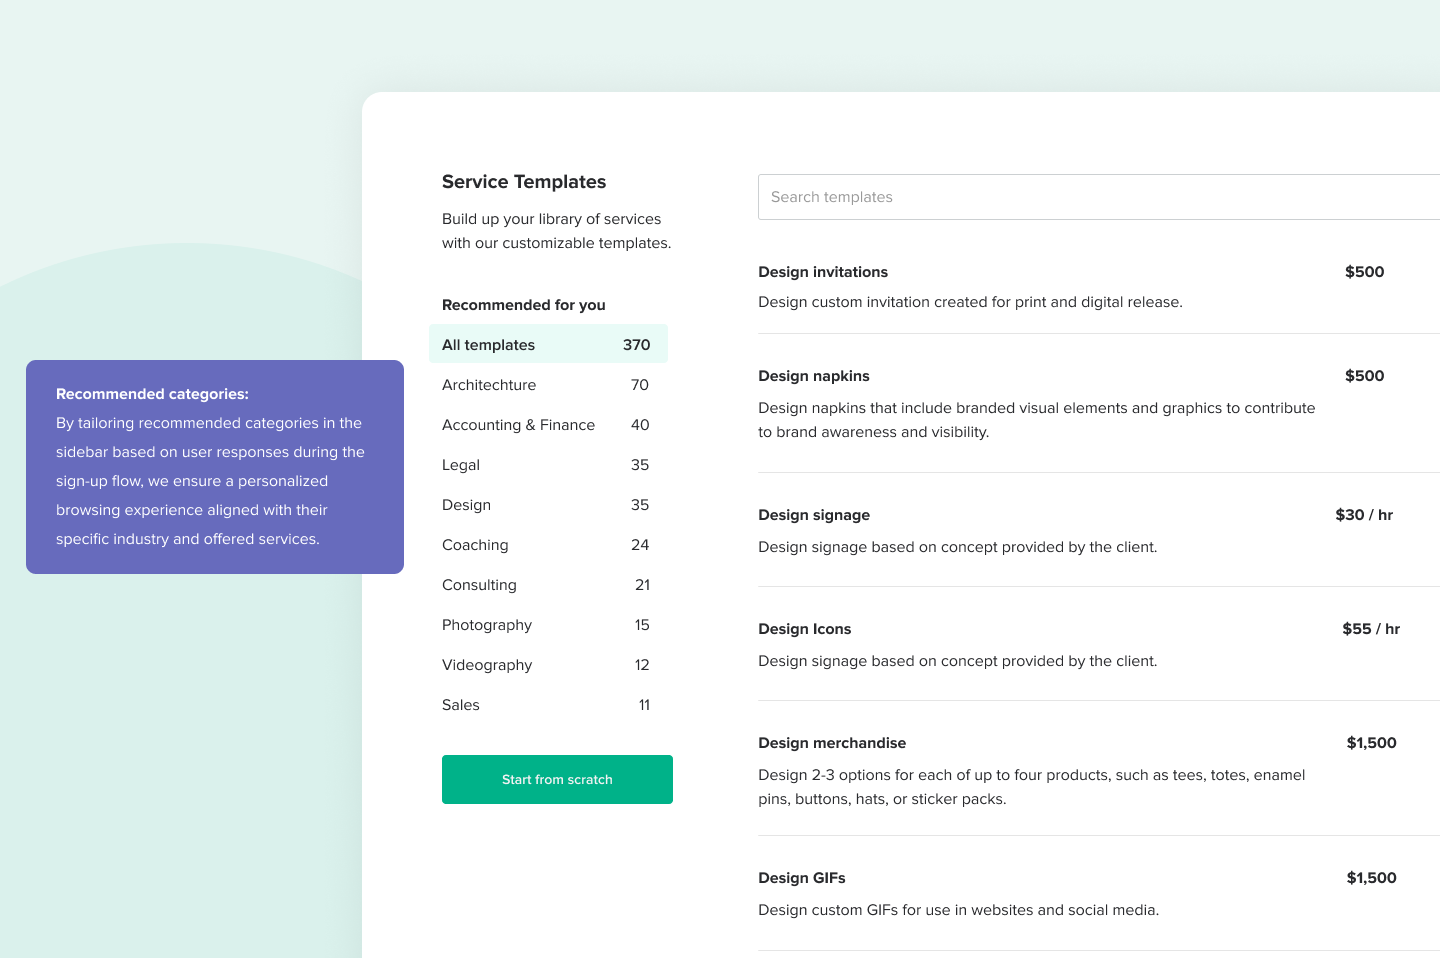 Recommended categories:
By tailoring recommended categories in the
sidebar based on user responses during the
sign-up flow, we ensure a personalized
browsing experience aligned with their
specific industry and offered services.
Service Templates
Build up your library of services
with our customizable templates.
Recommended for you
All templates 370
Architechture 70
Accounting & Finance 40
Legal 35
Design 35
Coaching 24
Consulting 21
Photography 15
Videography 12
Sales 11
Start from scratch
Search templates
Design invitations $500
Design custom invitation created for print and digital release.
Design napkins $500
Design napkins that include branded visual elements and graphics to contribute
to brand awareness and visibility.
Design signage $30 / hr
Design signage based on concept provided by the client.
Design Icons $55 / hr
Design signage based on concept provided by the client.
Design merchandise $1,500
Design 2-3 options for each of up to four products, such as tees, totes, enamel
pins, buttons, hats, or sticker packs.
Design GIFs $1,500
Design custom GIFs for use in websites and social media.